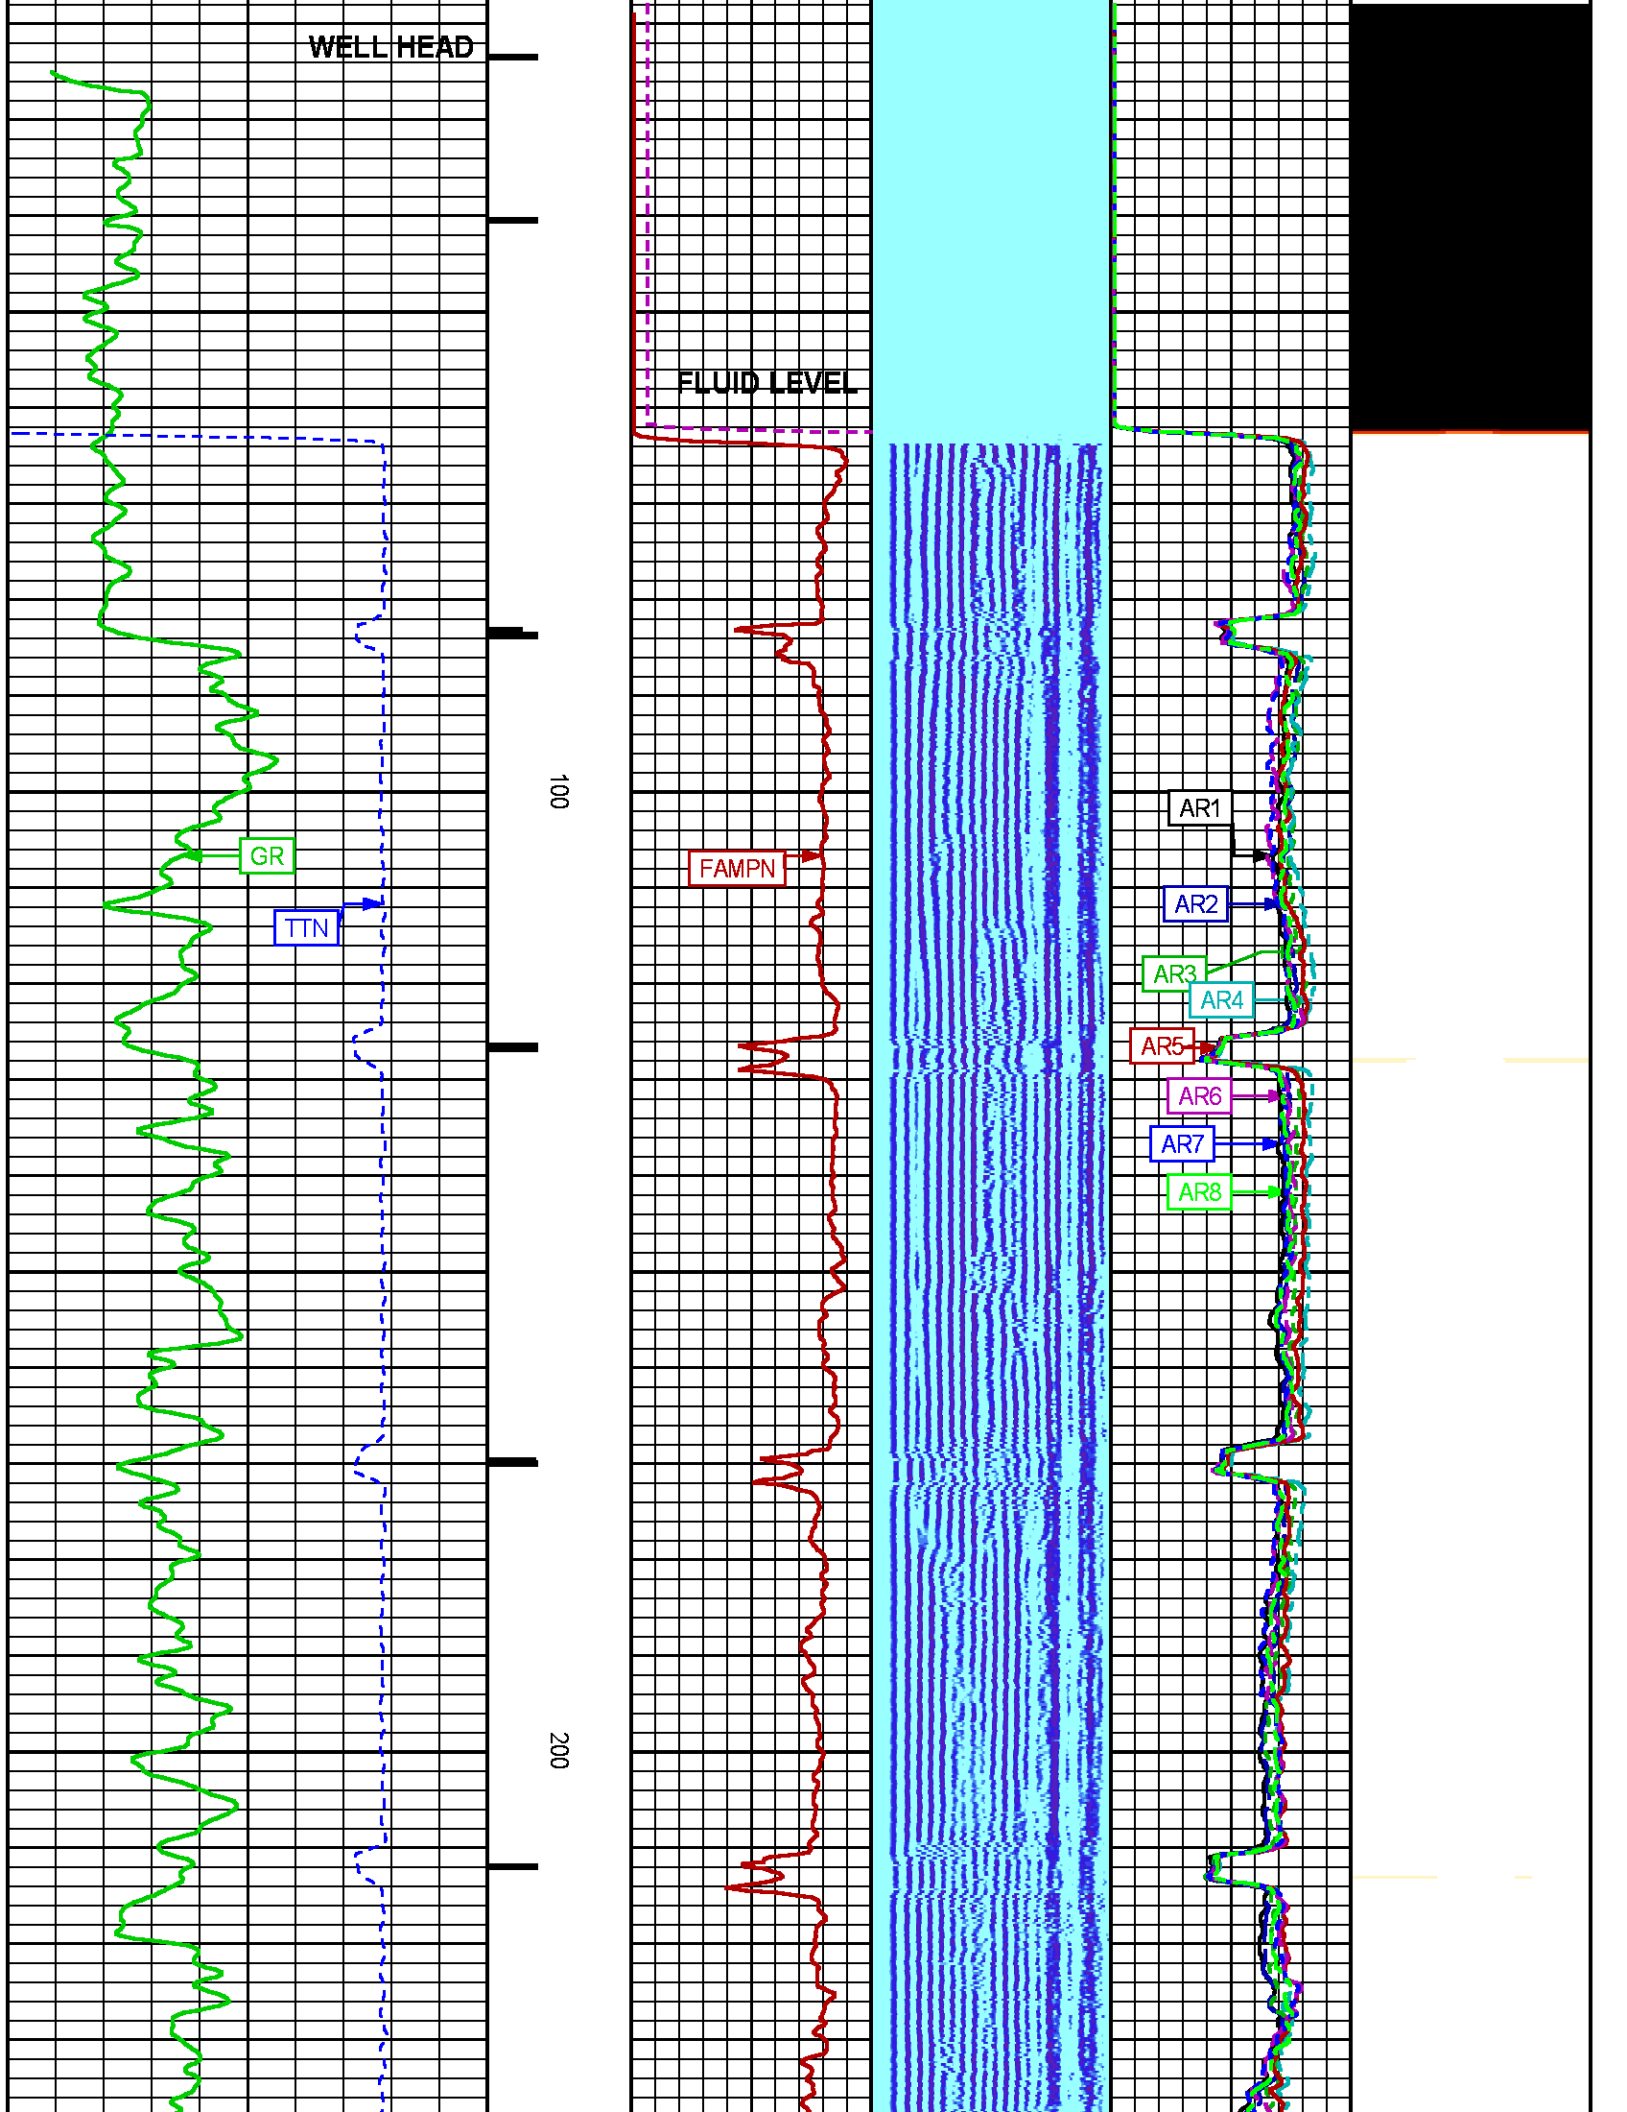 WELL HEAD
FLUID LEVEL
100
AR1
GR
FAMPN
AR2
TTN
AR3
AR4
AR5
AR6
AR7
AR8
200